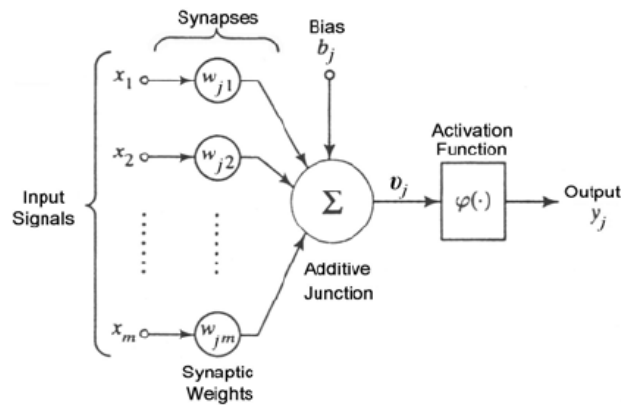 Synapses
Bias
b_j
x_1
w_j1
Activation
Function
x_2
w_j2
Input
Signals
Σ
v_j
φ(·)
Output
y_j
Additive
Junction
x_m
w_jm
Synaptic
Weights